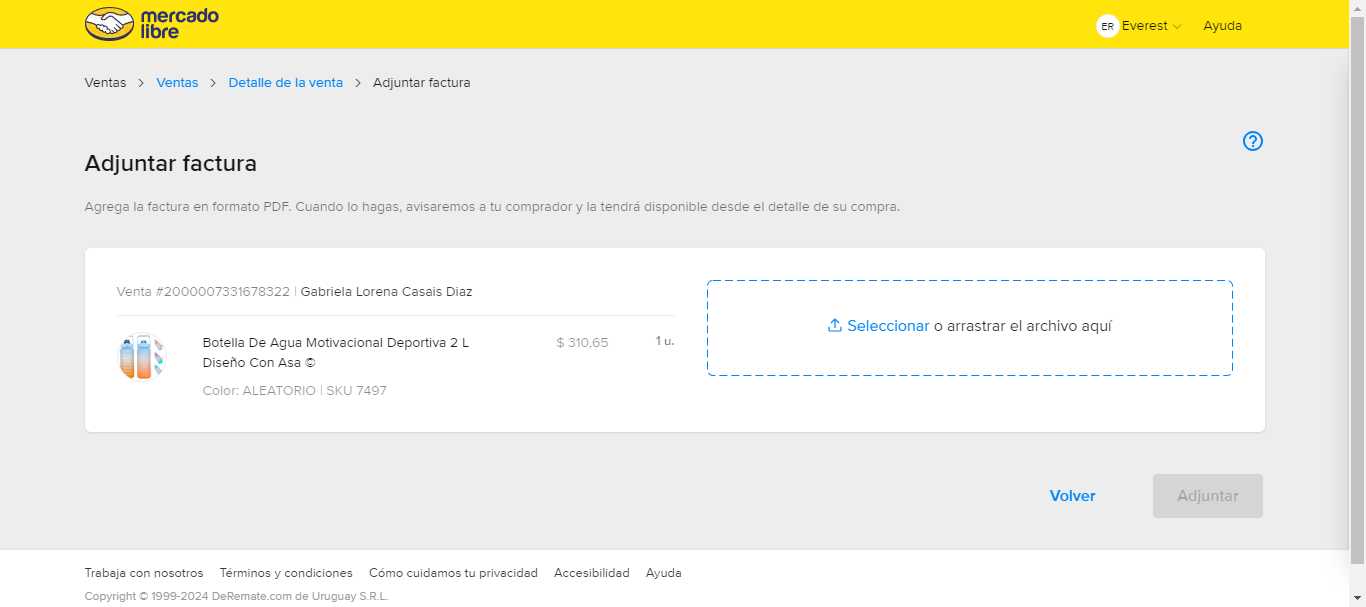 mercado
libre
ER Everest Ayuda
Ventas > Ventas > Detalle de la venta > Adjuntar factura
Adjuntar factura
Agrega la factura en formato PDF. Cuando lo hagas, avisaremos a tu comprador y la tendrá disponible desde el detalle de su compra.
Venta #2000007331678322 | Gabriela Lorena Casais Diaz
Botella De Agua Motivacional Deportiva 2 L
Diseño Con Asa ©
$ 310,65
1 u.
Color: ALEATORIO | SKU 7497
Seleccionar o arrastrar el archivo aquí
Volver
Adjuntar
Trabaja con nosotros Términos y condiciones Cómo cuidamos tu privacidad Accesibilidad Ayuda
Copyright © 1999-2024 DeRemate.com de Uruguay S.R.L.